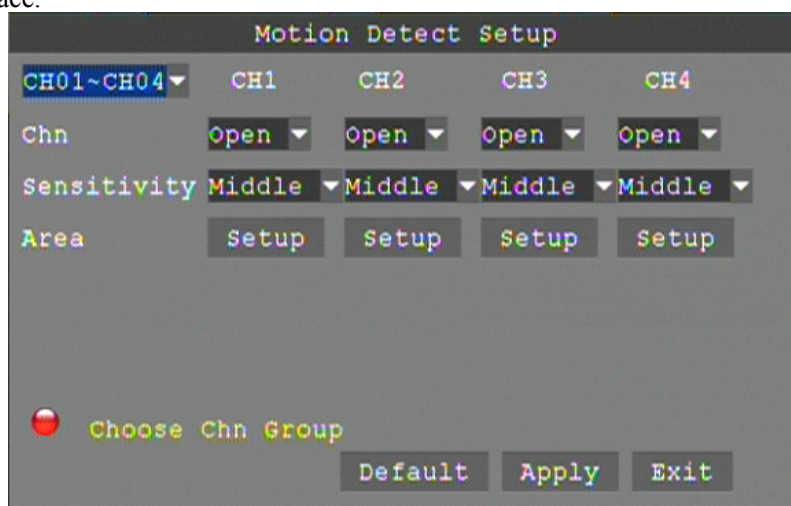 Motion Detect Setup
CH01~CH04 CH1 CH2 CH3 CH4
Chn Open Open Open Open
Sensitivity Middle Middle Middle Middle
Area Setup Setup Setup Setup
Choose Chn Group
Default Apply Exit